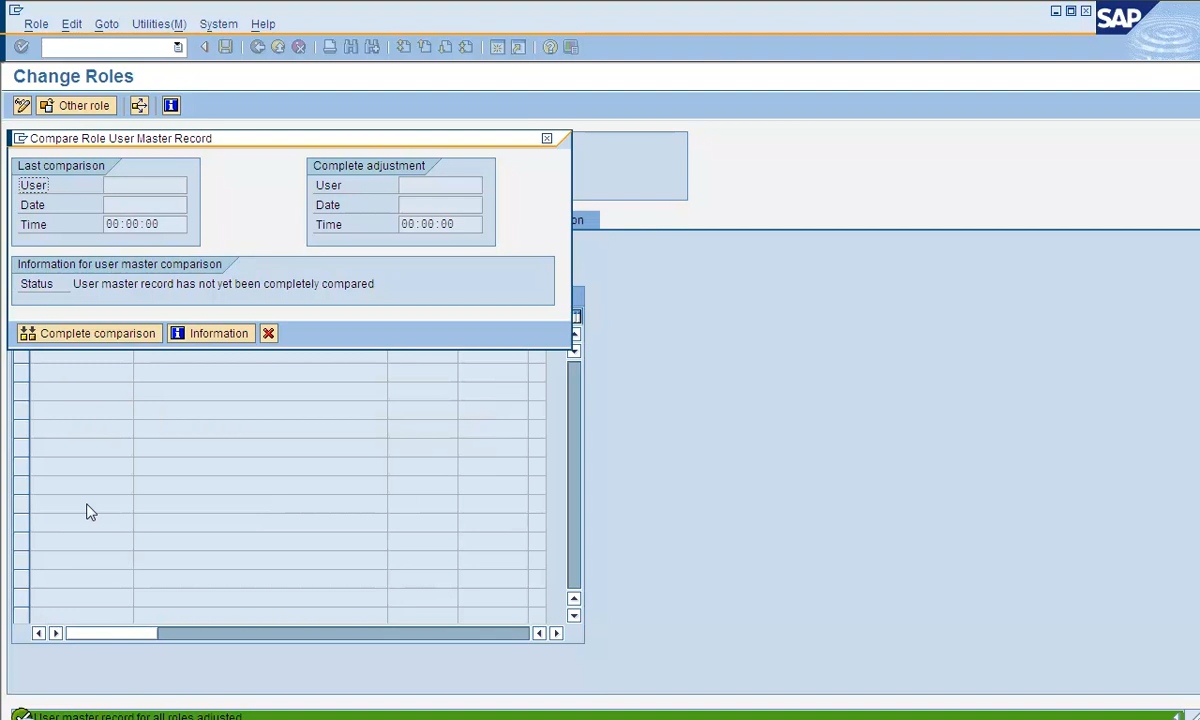 Role Edit Goto Utilities(M) System Help
SAP
Change Roles
Other role
Compare Role User Master Record
Last comparison Complete adjustment
User User
Date Date
Time 00:00:00 Time 00:00:00
on
Information for user master comparison
Status User master record has not yet been completely compared
Complete comparison Information
User master record for all roles adjusted